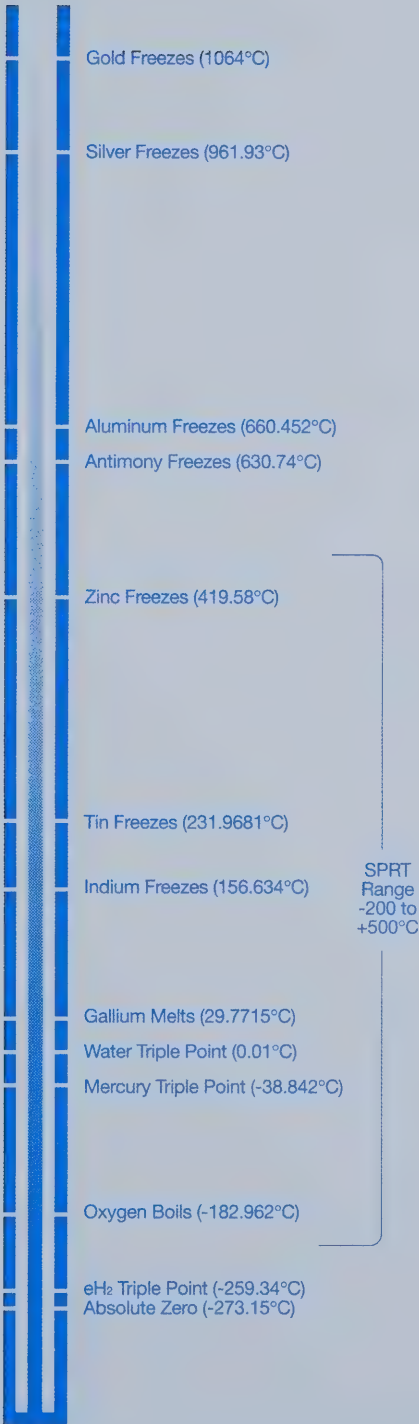 Gold Freezes (1064°C)
Silver Freezes (961.93°C)
Aluminum Freezes (660.452°C)
Antimony Freezes (630.74°C)
Zinc Freezes (419.58°C)
Tin Freezes (231.9681°C)
Indium Freezes (156.634°C)
SPRT
Range
-200 to
+500°C
Gallium Melts (29.7715°C)
Water Triple Point (0.01°C)
Mercury Triple Point (-38.842°C)
Oxygen Boils (-182.962°C)
eH₂ Triple Point (-259.34°C)
Absolute Zero (-273.15°C)